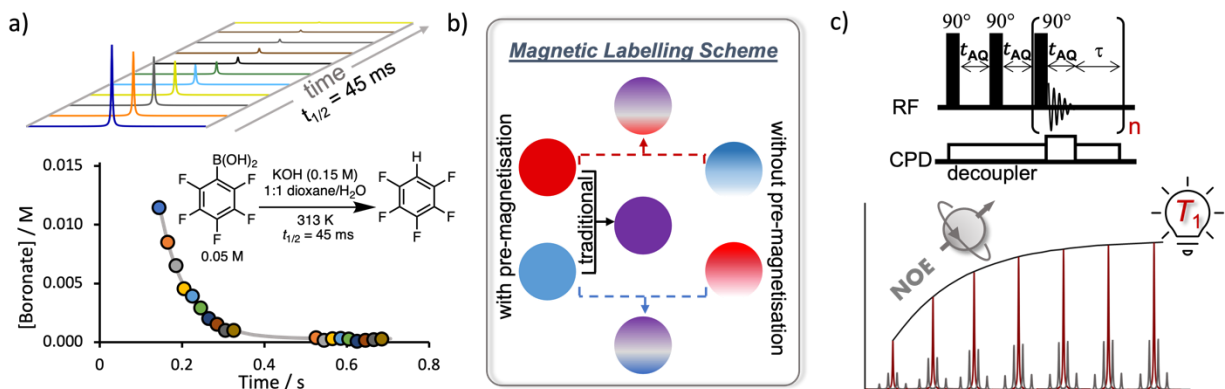 a)
time
t1/2 = 45 ms
[Boronate] / M
0.015
0.010
0.005
0.000
0
0.2
0.4
0.6
0.8
Time / s
B(OH)2
F
F
F
F
F
0.05 M
KOH (0.15 M)
1:1 dioxane/H2O
313 K
t1/2 = 45 ms
H
F
F
F
F
F
b)
Magnetic Labelling Scheme
with pre-magnetisation
traditional
without pre-magnetisation
c)
90° 90° 90°
tAQ tAQ tAQ τ
RF
n
CPD
decoupler
T1
NOE